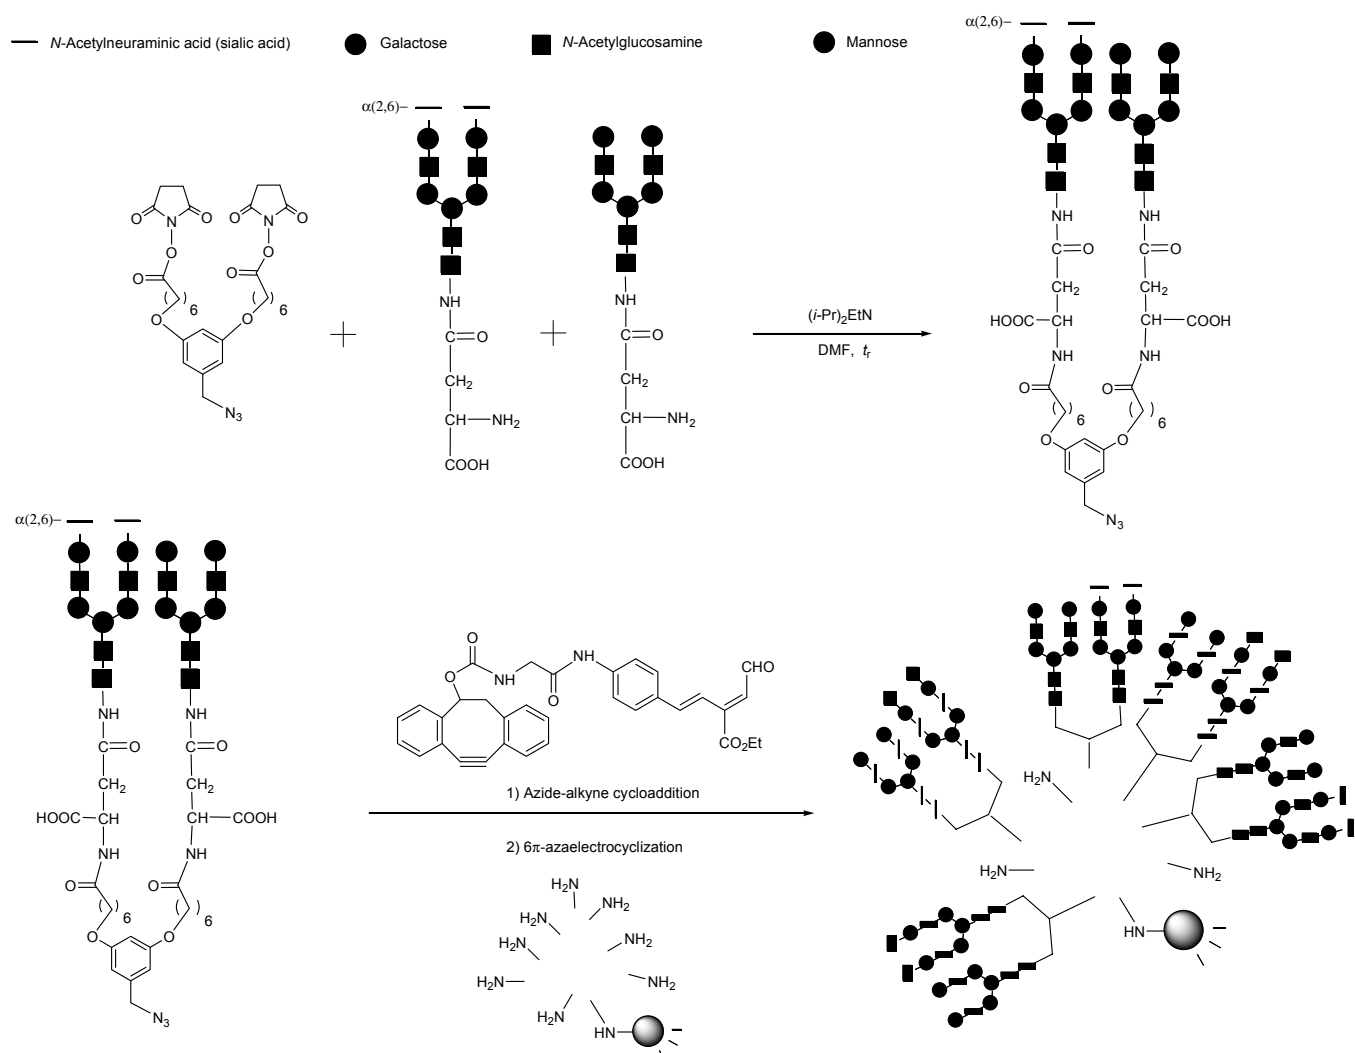 N-Acetylneuraminic acid (sialic acid)
Galactose
N-Acetylglucosamine
Mannose
α(2,6)–
α(2,6)–
O N O O N O
O O
O O
( )6 ( )6
O O
N3
NH
C=O
CH2
CH–NH2
COOH
NH
C=O
CH2
CH–NH2
COOH
(i-Pr)2EtN
DMF, tr
NH NH
C=O C=O
CH2 CH2
HOOC–CH CH–COOH
NH NH
O O
( )6 ( )6
O O
N3
α(2,6)–
NH NH
C=O C=O
CH2 CH2
HOOC–CH CH–COOH
NH NH
O O
( )6 ( )6
O O
N3
O
O NH
NH
O
CHO
CO2Et
1) Azide-alkyne cycloaddition
2) 6π-azaelectrocyclization
H2N
H2N NH2
H2N NH2
H2N NH2
H2N
HN
H2N
H2N NH2
HN